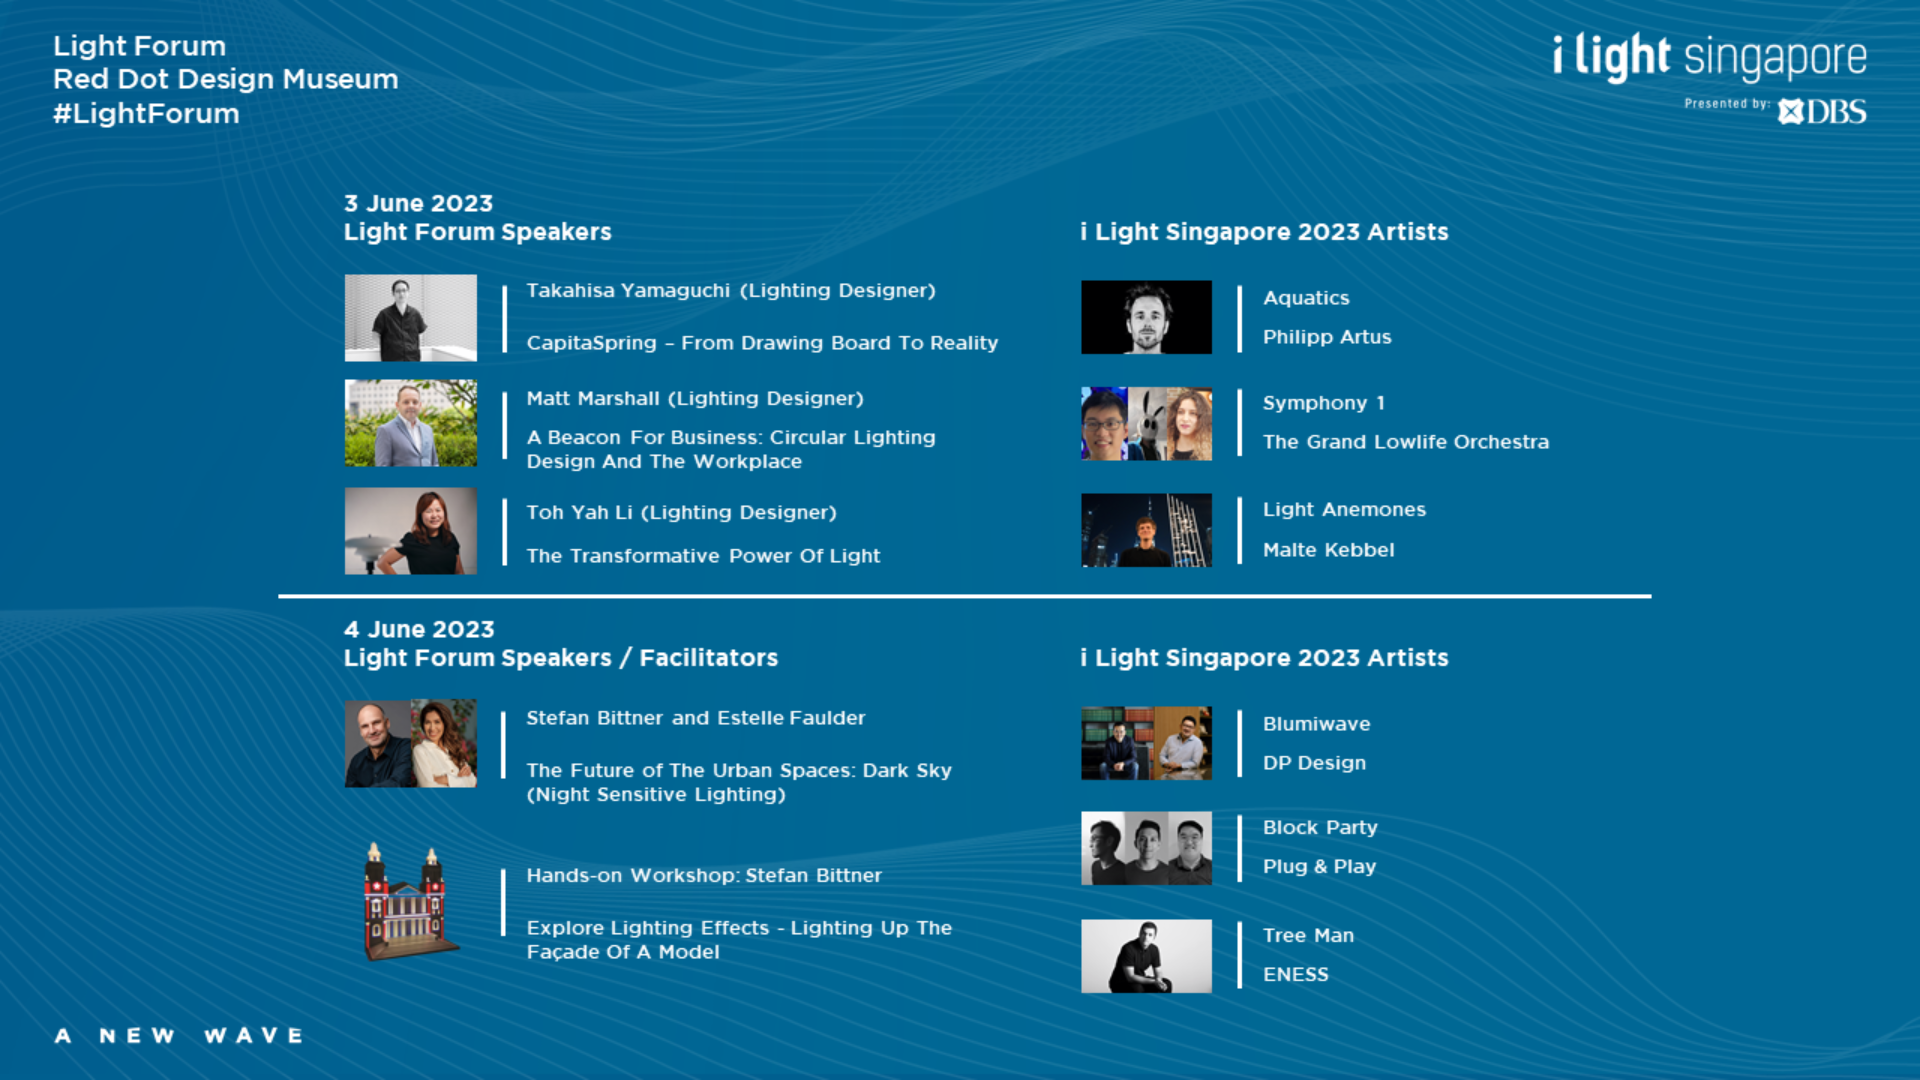 Light Forum
Red Dot Design Museum
#LightForum
i light singapore
Presented by: DBS
3 June 2023
Light Forum Speakers
Takahisa Yamaguchi (Lighting Designer)
CapitaSpring – From Drawing Board To Reality
Matt Marshall (Lighting Designer)
A Beacon For Business: Circular Lighting
Design And The Workplace
Toh Yah Li (Lighting Designer)
The Transformative Power Of Light
i Light Singapore 2023 Artists
Aquatics
Philipp Artus
Symphony 1
The Grand Lowlife Orchestra
Light Anemones
Malte Kebbel
4 June 2023
Light Forum Speakers / Facilitators
Stefan Bittner and Estelle Faulder
The Future of The Urban Spaces: Dark Sky
(Night Sensitive Lighting)
Hands-on Workshop: Stefan Bittner
Explore Lighting Effects - Lighting Up The
Façade Of A Model
i Light Singapore 2023 Artists
Blumiwave
DP Design
Block Party
Plug & Play
Tree Man
ENESS
A NEW WAVE